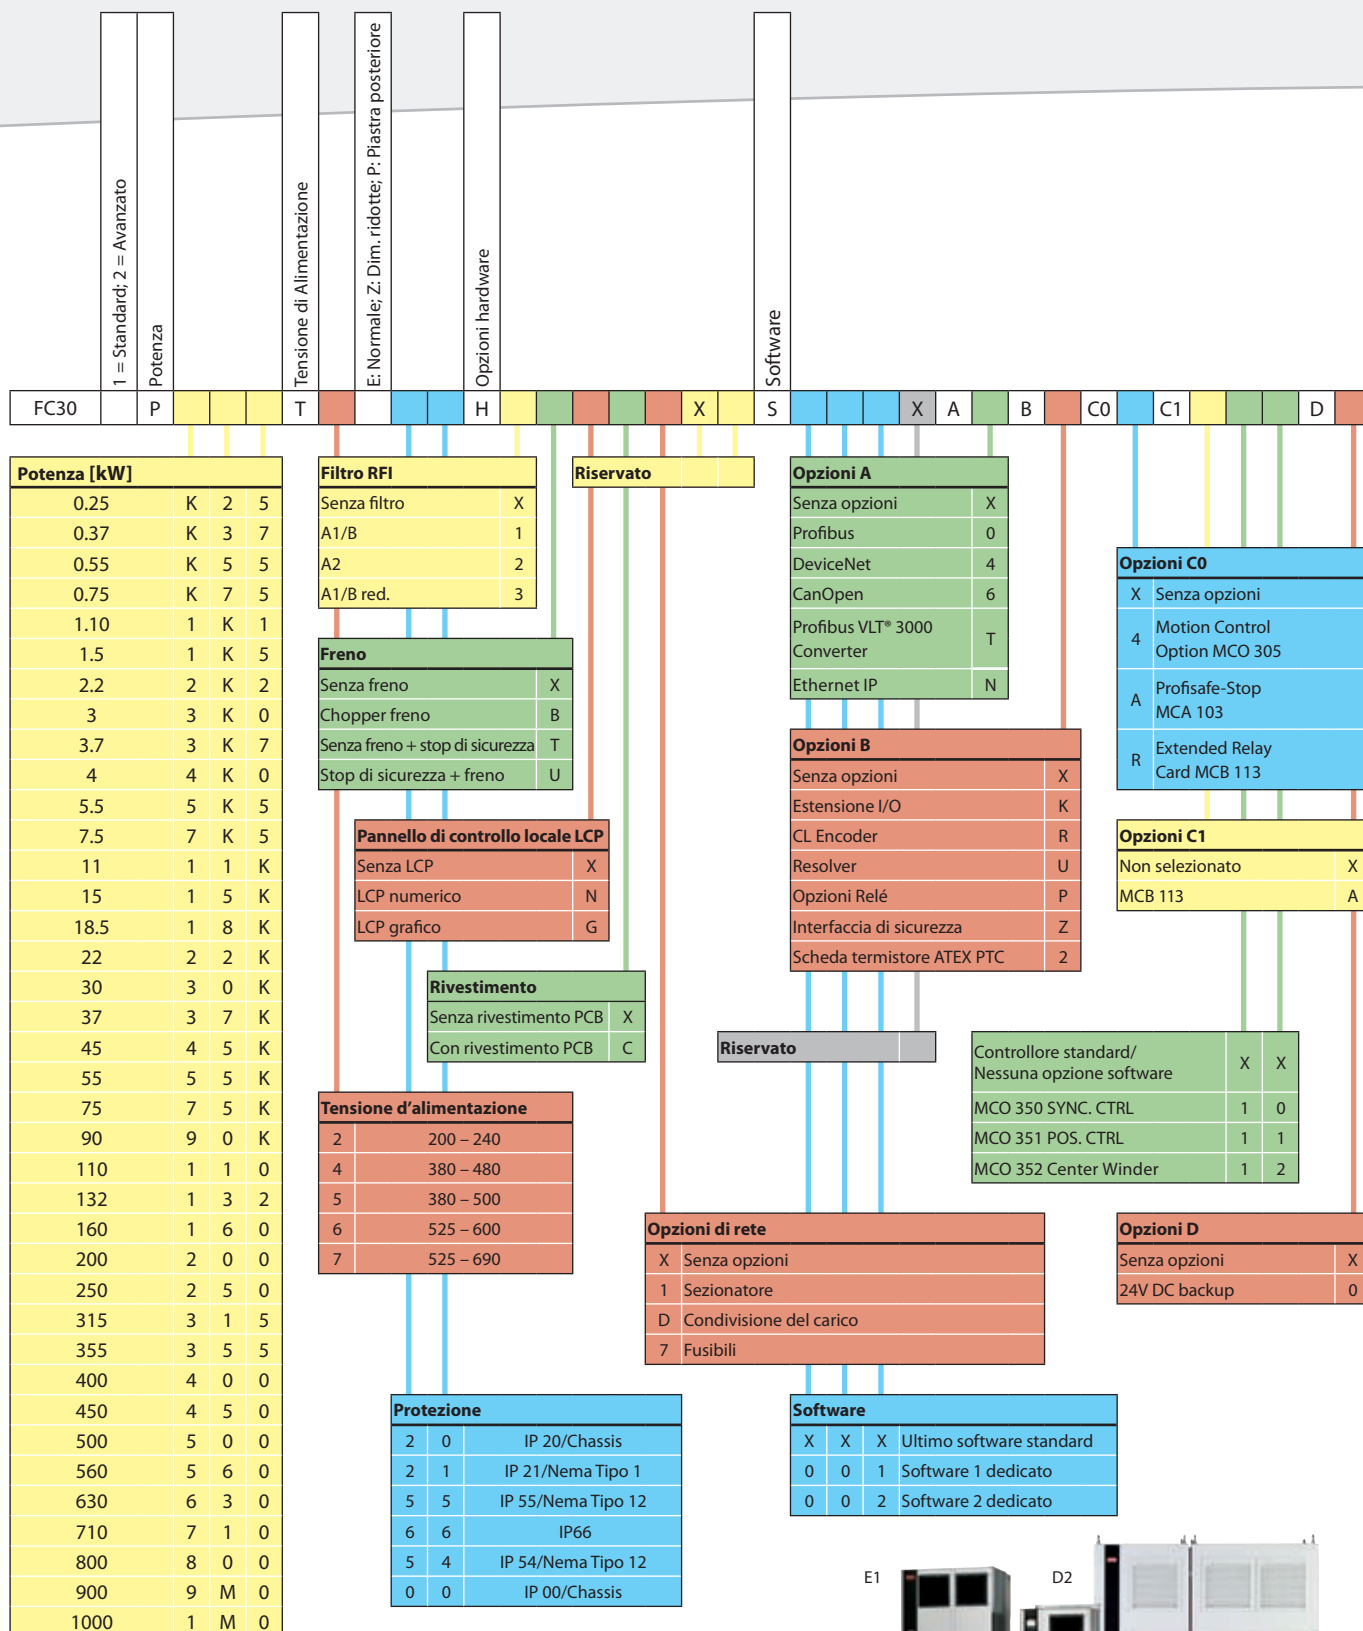 1 = Standard; 2 = Avanzato
Potenza
Tensione di Alimentazione
E: Normale; Z: Dim. ridotte; P: Piastra posteriore
Opzioni hardware
Software
FC30 P T H X S X A B C0 C1 D
Potenza [kW]
0.25 K 2 5
0.37 K 3 7
0.55 K 5 5
0.75 K 7 5
1.10 1 K 1
1.5 1 K 5
2.2 2 K 2
3 3 K 0
3.7 3 K 7
4 4 K 0
5.5 5 K 5
7.5 7 K 5
11 1 1 K
15 1 5 K
18.5 1 8 K
22 2 2 K
30 3 0 K
37 3 7 K
45 4 5 K
55 5 5 K
75 7 5 K
90 9 0 K
110 1 1 0
132 1 3 2
160 1 6 0
200 2 0 0
250 2 5 0
315 3 1 5
355 3 5 5
400 4 0 0
450 4 5 0
500 5 0 0
560 5 6 0
630 6 3 0
710 7 1 0
800 8 0 0
900 9 M 0
1000 1 M 0
Filtro RFI
Senza filtro X
A1/B 1
A2 2
A1/B red. 3
Freno
Senza freno X
Chopper freno B
Senza freno + stop di sicurezza T
Stop di sicurezza + freno U
Pannello di controllo locale LCP
Senza LCP X
LCP numerico N
LCP grafico G
Rivestimento
Senza rivestimento PCB X
Con rivestimento PCB C
Tensione d'alimentazione
2 200 – 240
4 380 – 480
5 380 – 500
6 525 – 600
7 525 – 690
Protezione
2 0 IP 20/Chassis
2 1 IP 21/Nema Tipo 1
5 5 IP 55/Nema Tipo 12
6 6 IP66
5 4 IP 54/Nema Tipo 12
0 0 IP 00/Chassis
Riservato
Opzioni A
Senza opzioni X
Profibus 0
DeviceNet 4
CanOpen 6
Profibus VLT® 3000
Converter T
Ethernet IP N
Opzioni B
Senza opzioni X
Estensione I/O K
CL Encoder R
Resolver U
Opzioni Relé P
Interfaccia di sicurezza Z
Scheda termistore ATEX PTC 2
Riservato
Opzioni di rete
X Senza opzioni
1 Sezionatore
D Condivisione del carico
7 Fusibili
Software
X X X Ultimo software standard
0 0 1 Software 1 dedicato
0 0 2 Software 2 dedicato
Opzioni C0
X Senza opzioni
4 Motion Control
Option MCO 305
A Profisafe-Stop
MCA 103
R Extended Relay
Card MCB 113
Opzioni C1
Non selezionato X
MCB 113 A
Controllore standard/
Nessuna opzione software X X
MCO 350 SYNC. CTRL 1 0
MCO 351 POS. CTRL 1 1
MCO 352 Center Winder 1 2
Opzioni D
Senza opzioni X
24V DC backup 0
E1
D2